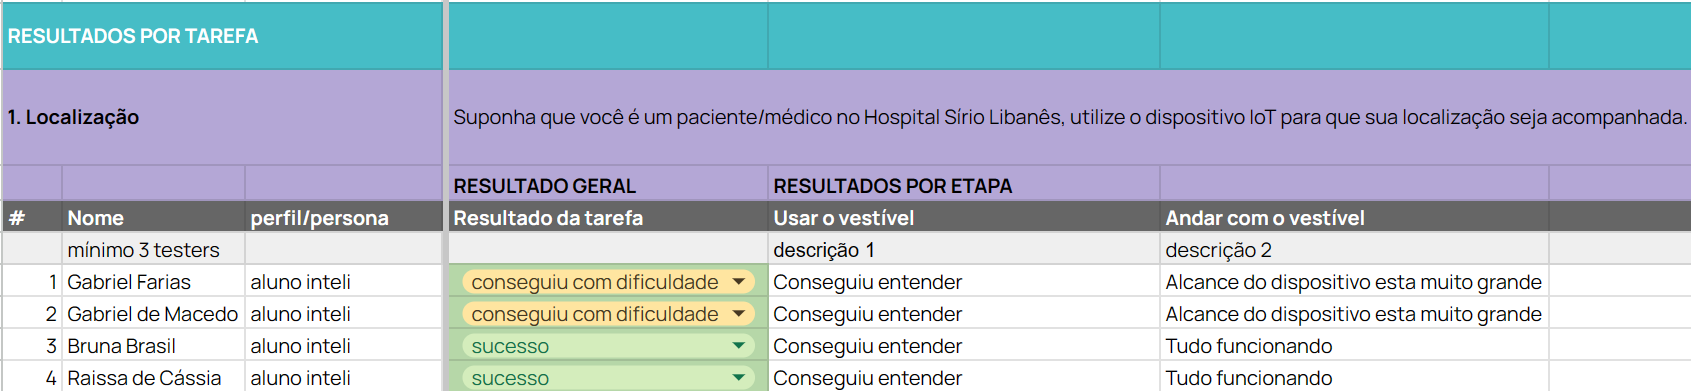 RESULTADOS POR TAREFA
1. Localização Suponha que você é um paciente/médico no Hospital Sírio Libanês, utilize o dispositivo IoT para que sua localização seja acompanhada.
RESULTADO GERAL RESULTADOS POR ETAPA
# Nome perfil/persona Resultado da tarefa Usar o vestível Andar com o vestível
mínimo 3 testers descrição 1 descrição 2
1 Gabriel Farias aluno inteli conseguiu com dificuldade Conseguiu entender Alcance do dispositivo esta muito grande
2 Gabriel de Macedo aluno inteli conseguiu com dificuldade Conseguiu entender Alcance do dispositivo esta muito grande
3 Bruna Brasil aluno inteli sucesso Conseguiu entender Tudo funcionando
4 Raissa de Cássia aluno inteli sucesso Conseguiu entender Tudo funcionando